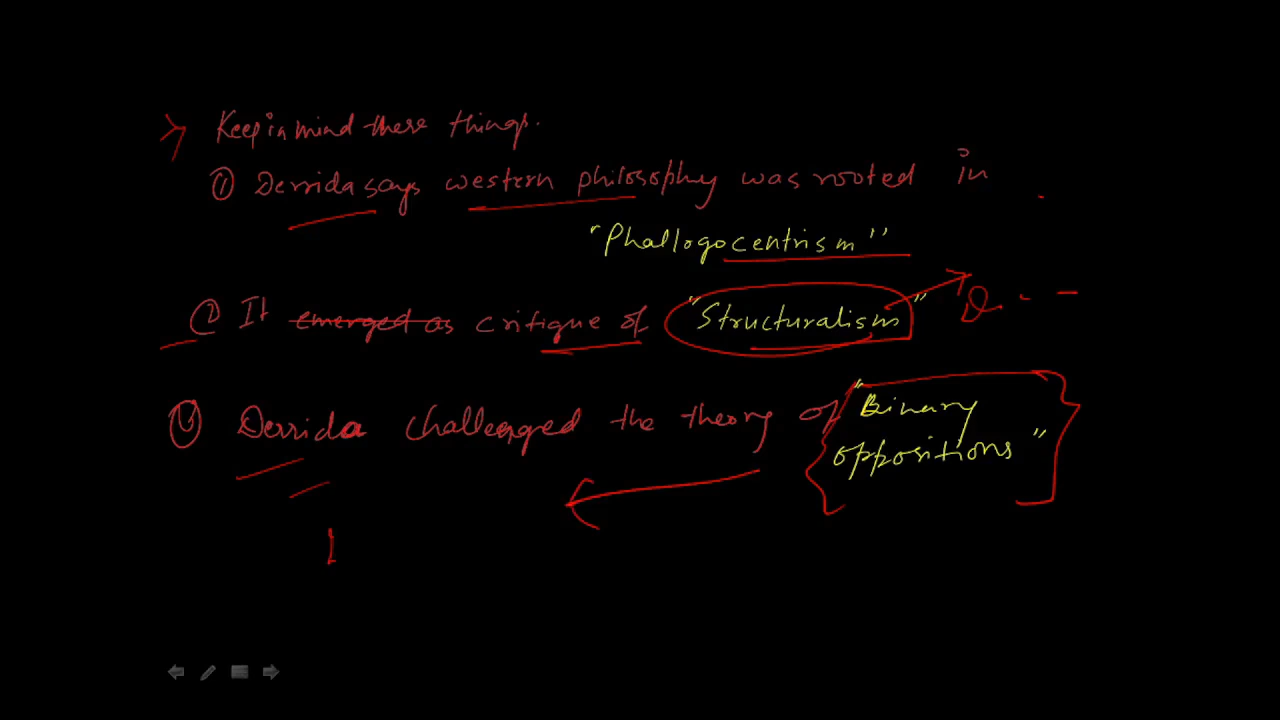 Keep in mind these things.
① Derrida says western philosophy was rooted in
"Phallogocentrism"
② It emerged as critique of "Structuralism"
Derrida challenged the theory of "Binary
oppositions"